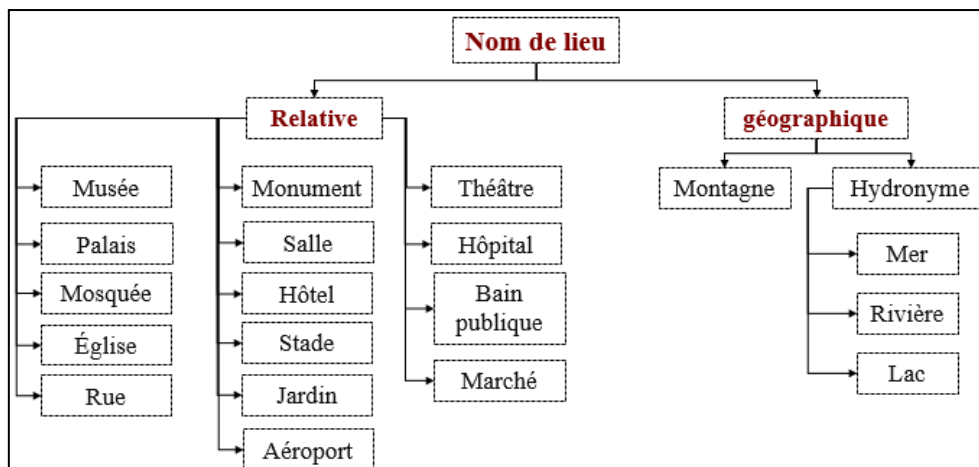 Nom de lieu
Relative
géographique
Musée
Palais
Mosquée
Église
Rue
Monument
Salle
Hôtel
Stade
Jardin
Aéroport
Théâtre
Hôpital
Bain
publique
Marché
Montagne
Hydronyme
Mer
Rivière
Lac